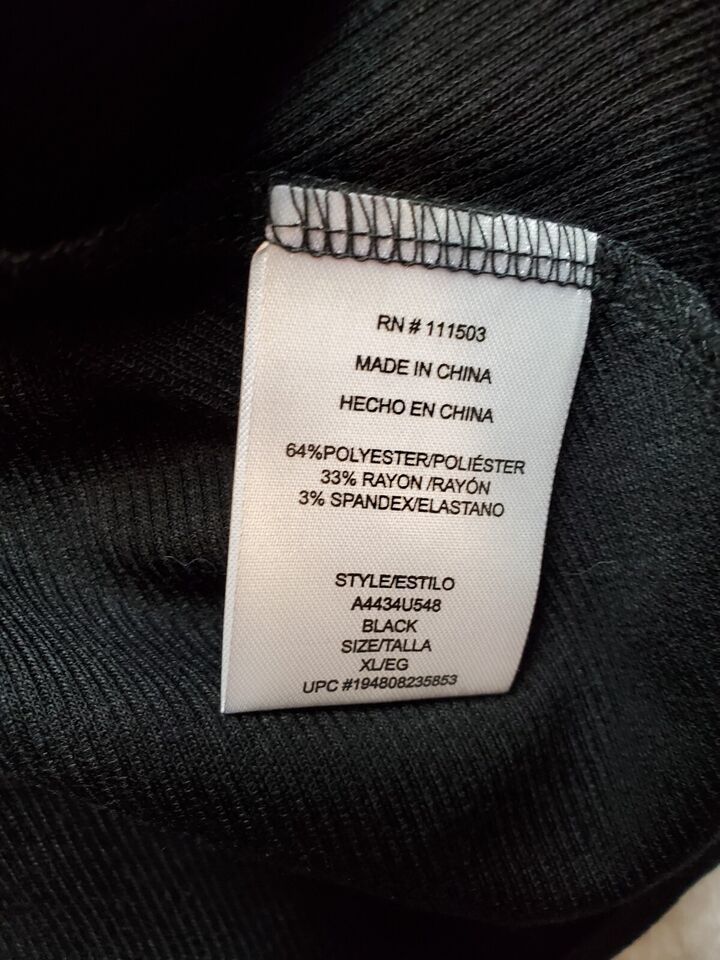 RN # 111503
MADE IN CHINA
HECHO EN CHINA
64%POLYESTER/POLIÉSTER
33% RAYON /RAYÓN
3% SPANDEX/ELASTANO
STYLE/ESTILO
A4434U548
BLACK
SIZE/TALLA
XL/EG
UPC #194808235853